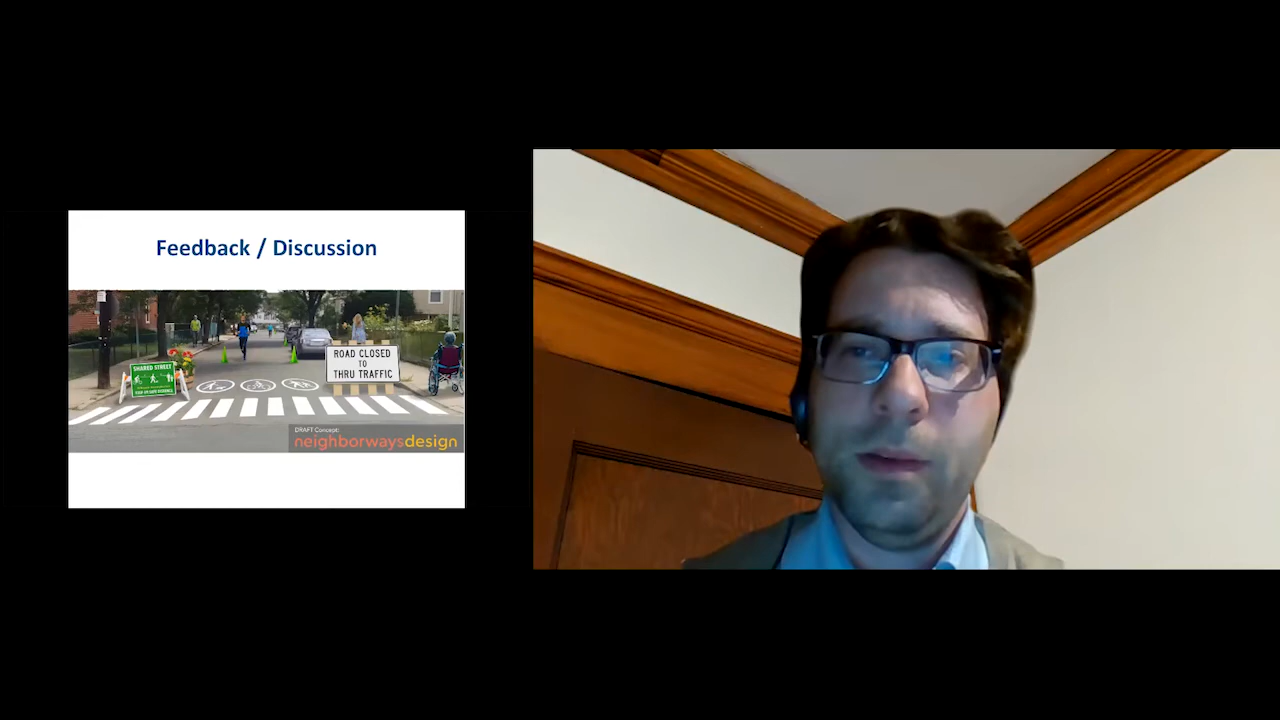 Feedback / Discussion
SHARED STREET
ROAD CLOSED
TO
THRU TRAFFIC
DRAFT Concept:
neighborwaysdesign